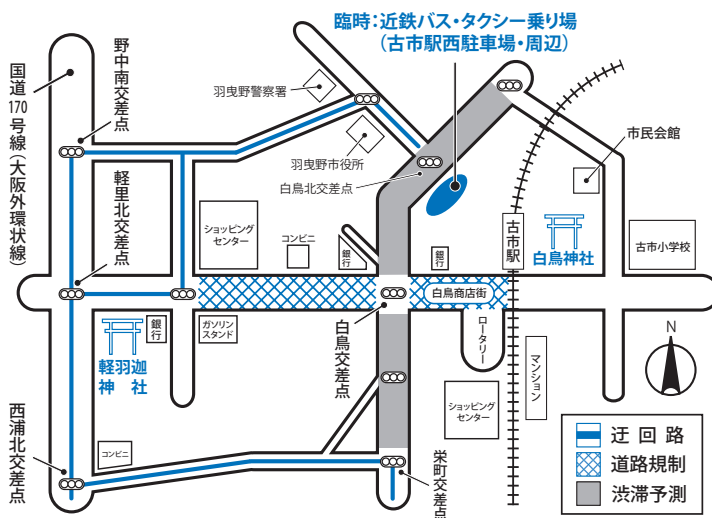 臨時：近鉄バス・タクシー乗り場
(古市駅西駐車場・周辺)
国道170号線(大阪外環状線)
野中南交差点
羽曳野警察署
羽曳野市役所
白鳥北交差点
市民会館
軽里北交差点
ショッピング
センター
コンビニ
銀行
銀行
古市駅
白鳥神社
古市小学校
白鳥商店街
軽羽迦
神 社
銀行
ガソリン
スタンド
白鳥交差点
ロータリー
マンション
N
西浦北交差点
コンビニ
ショッピング
センター
栄町交差点
迂回路
道路規制
渋滞予測